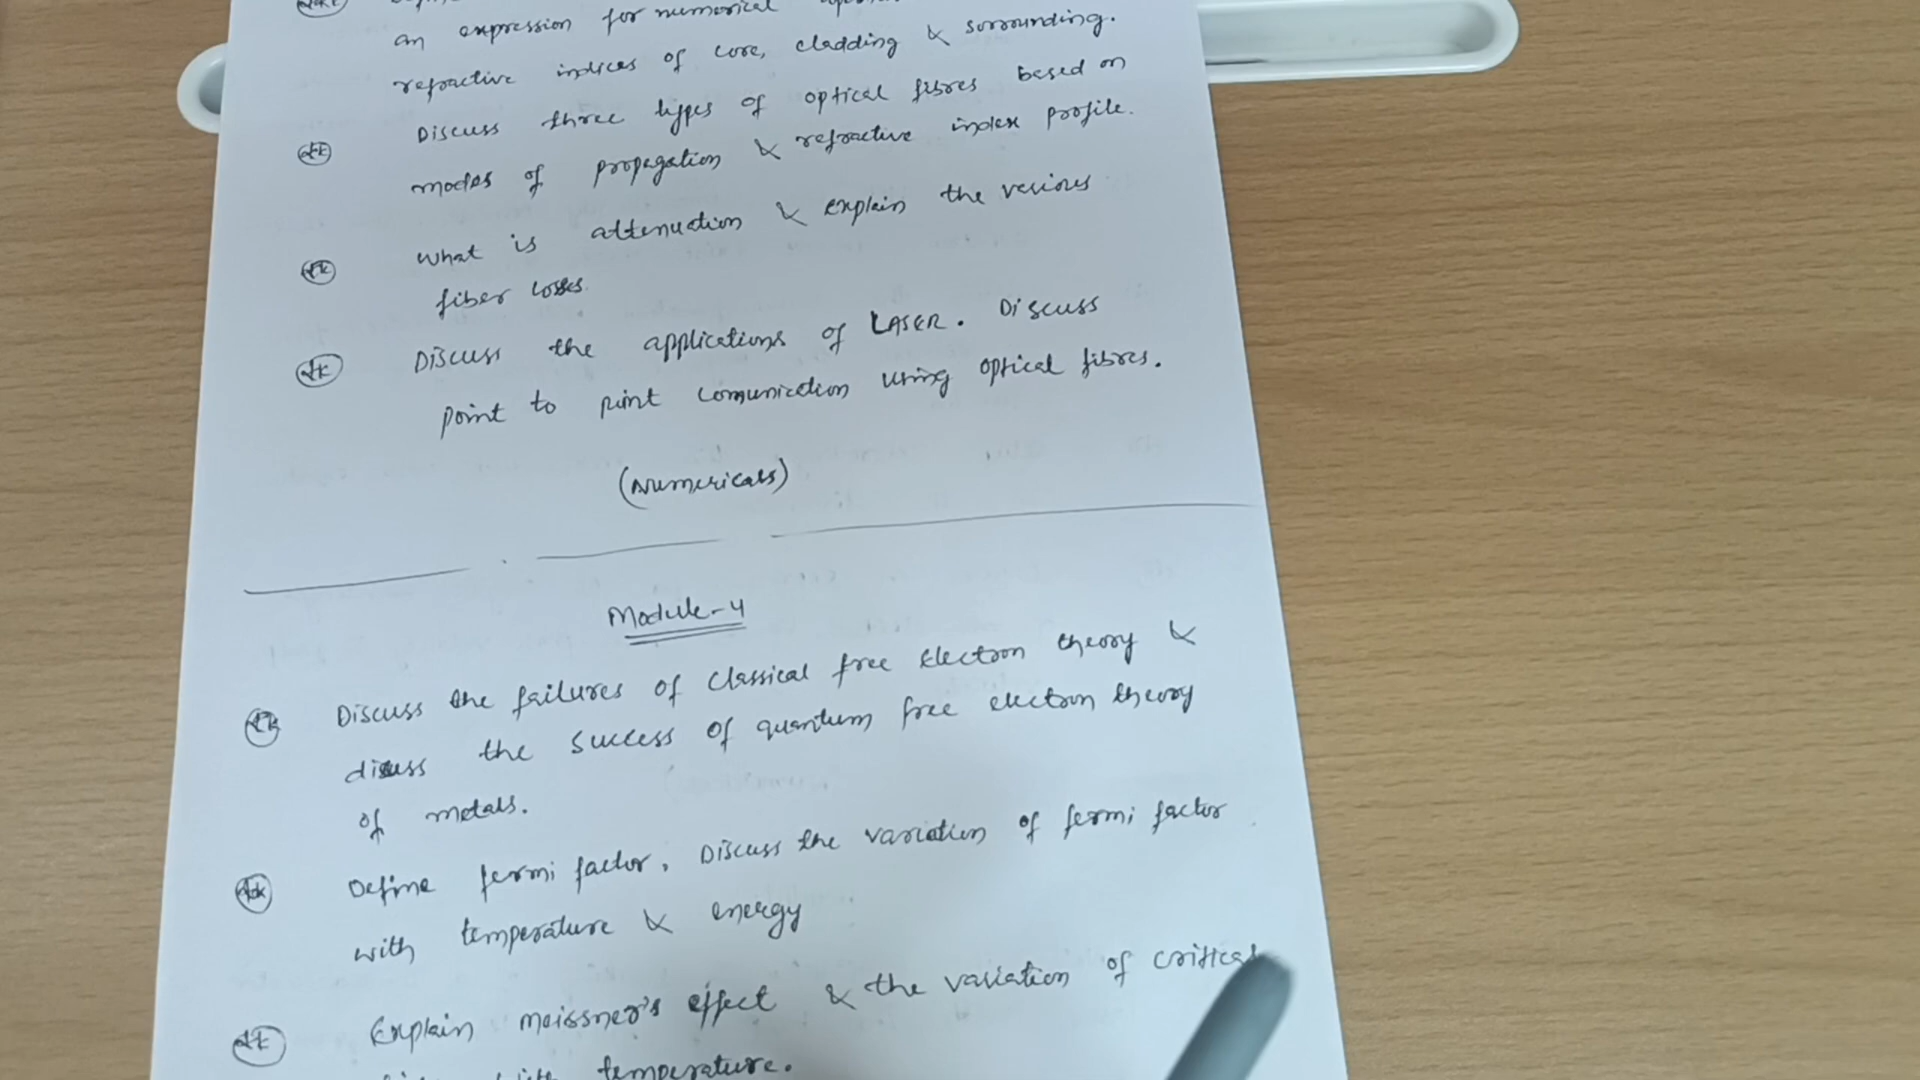 an expression for numerical
refractive indices of core, cladding & sorrounding.
Discuss three types of optical fibres based on
modes of propagation & refractive index profile.
What is attenuation & explain the various
fiber losses.
Discuss the applications of LASER. Discuss
point to point comunication using optical fibres.
(Numericals)
Module-4
Discuss the failures of classical free electron theory &
discuss the success of quantum free electron theory
of metals.
Define fermi factor. Discuss the variation of fermi factor
with temperature & energy
Explain meissner's effect & the variation of critical
temperature.